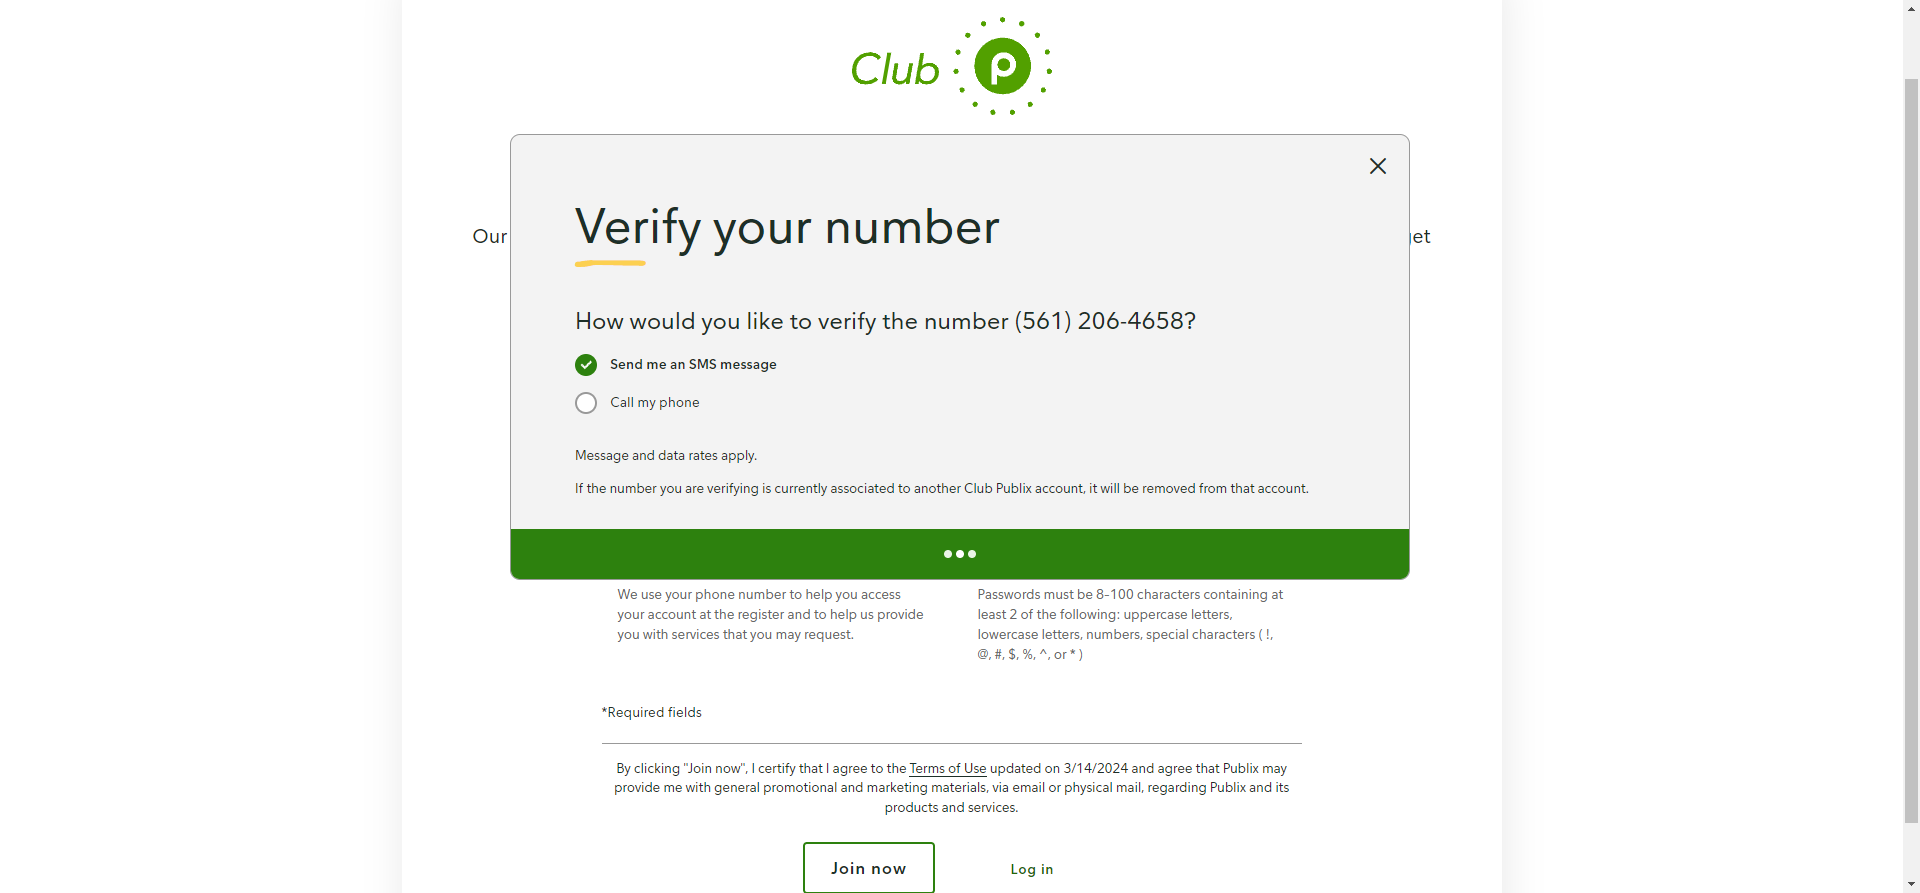 Club
Verify your number
Our
How would you like to verify the number (561) 206-4658?
Send me an SMS message
Call my phone
Message and data rates apply.
If the number you are verifying is currently associated to another Club Publix account, it will be removed from that account.
We use your phone number to help you access
your account at the register and to help us provide
you with services that you may request.
Passwords must be 8-100 characters containing at
least 2 of the following: uppercase letters,
lowercase letters, numbers, special characters ( !,
@, #, $, %, ^, or * )
*Required fields
By clicking "Join now", I certify that I agree to the Terms of Use updated on 3/14/2024 and agree that Publix may
provide me with general promotional and marketing materials, via email or physical mail, regarding Publix and its
products and services.
Join now
Log in